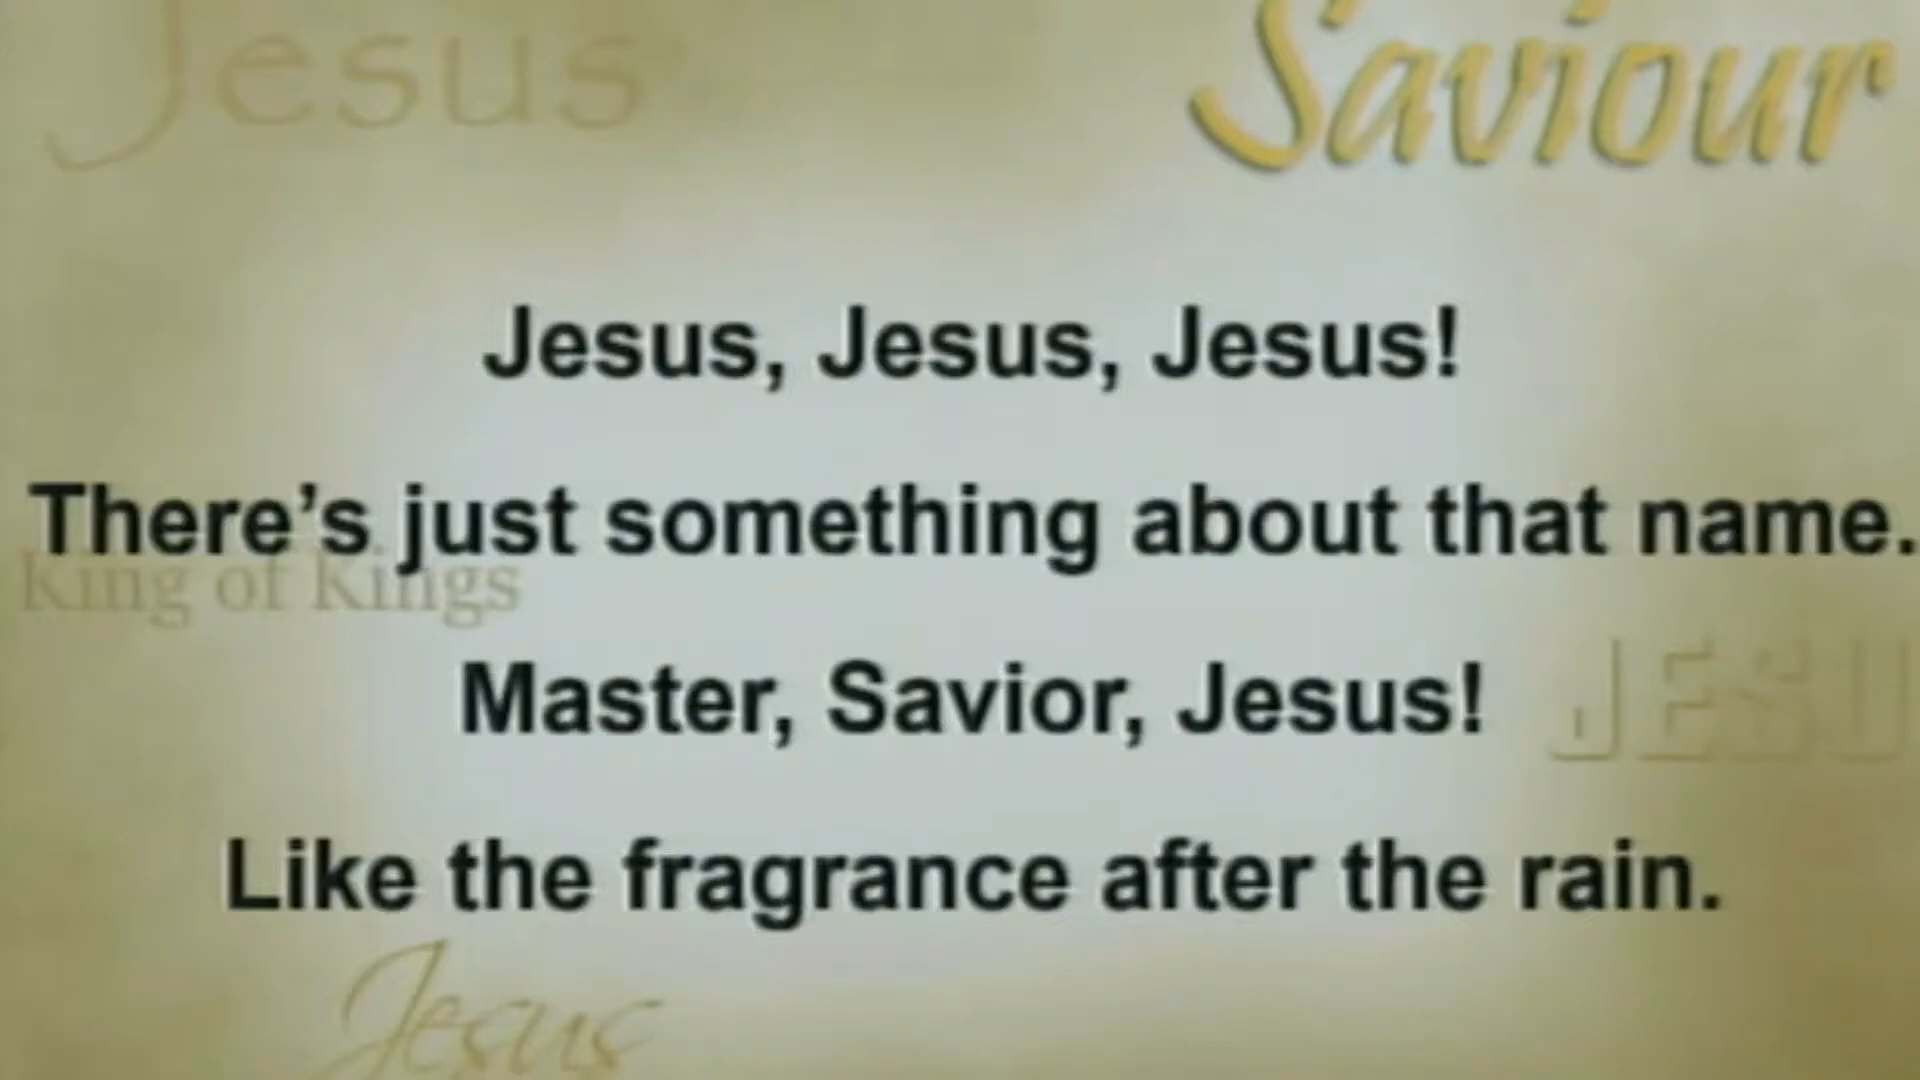 Jesus
Saviour
Jesus, Jesus, Jesus!
There’s just something about that name.
King of Kings
Master, Savior, Jesus!
JESU
Like the fragrance after the rain.
Jesus